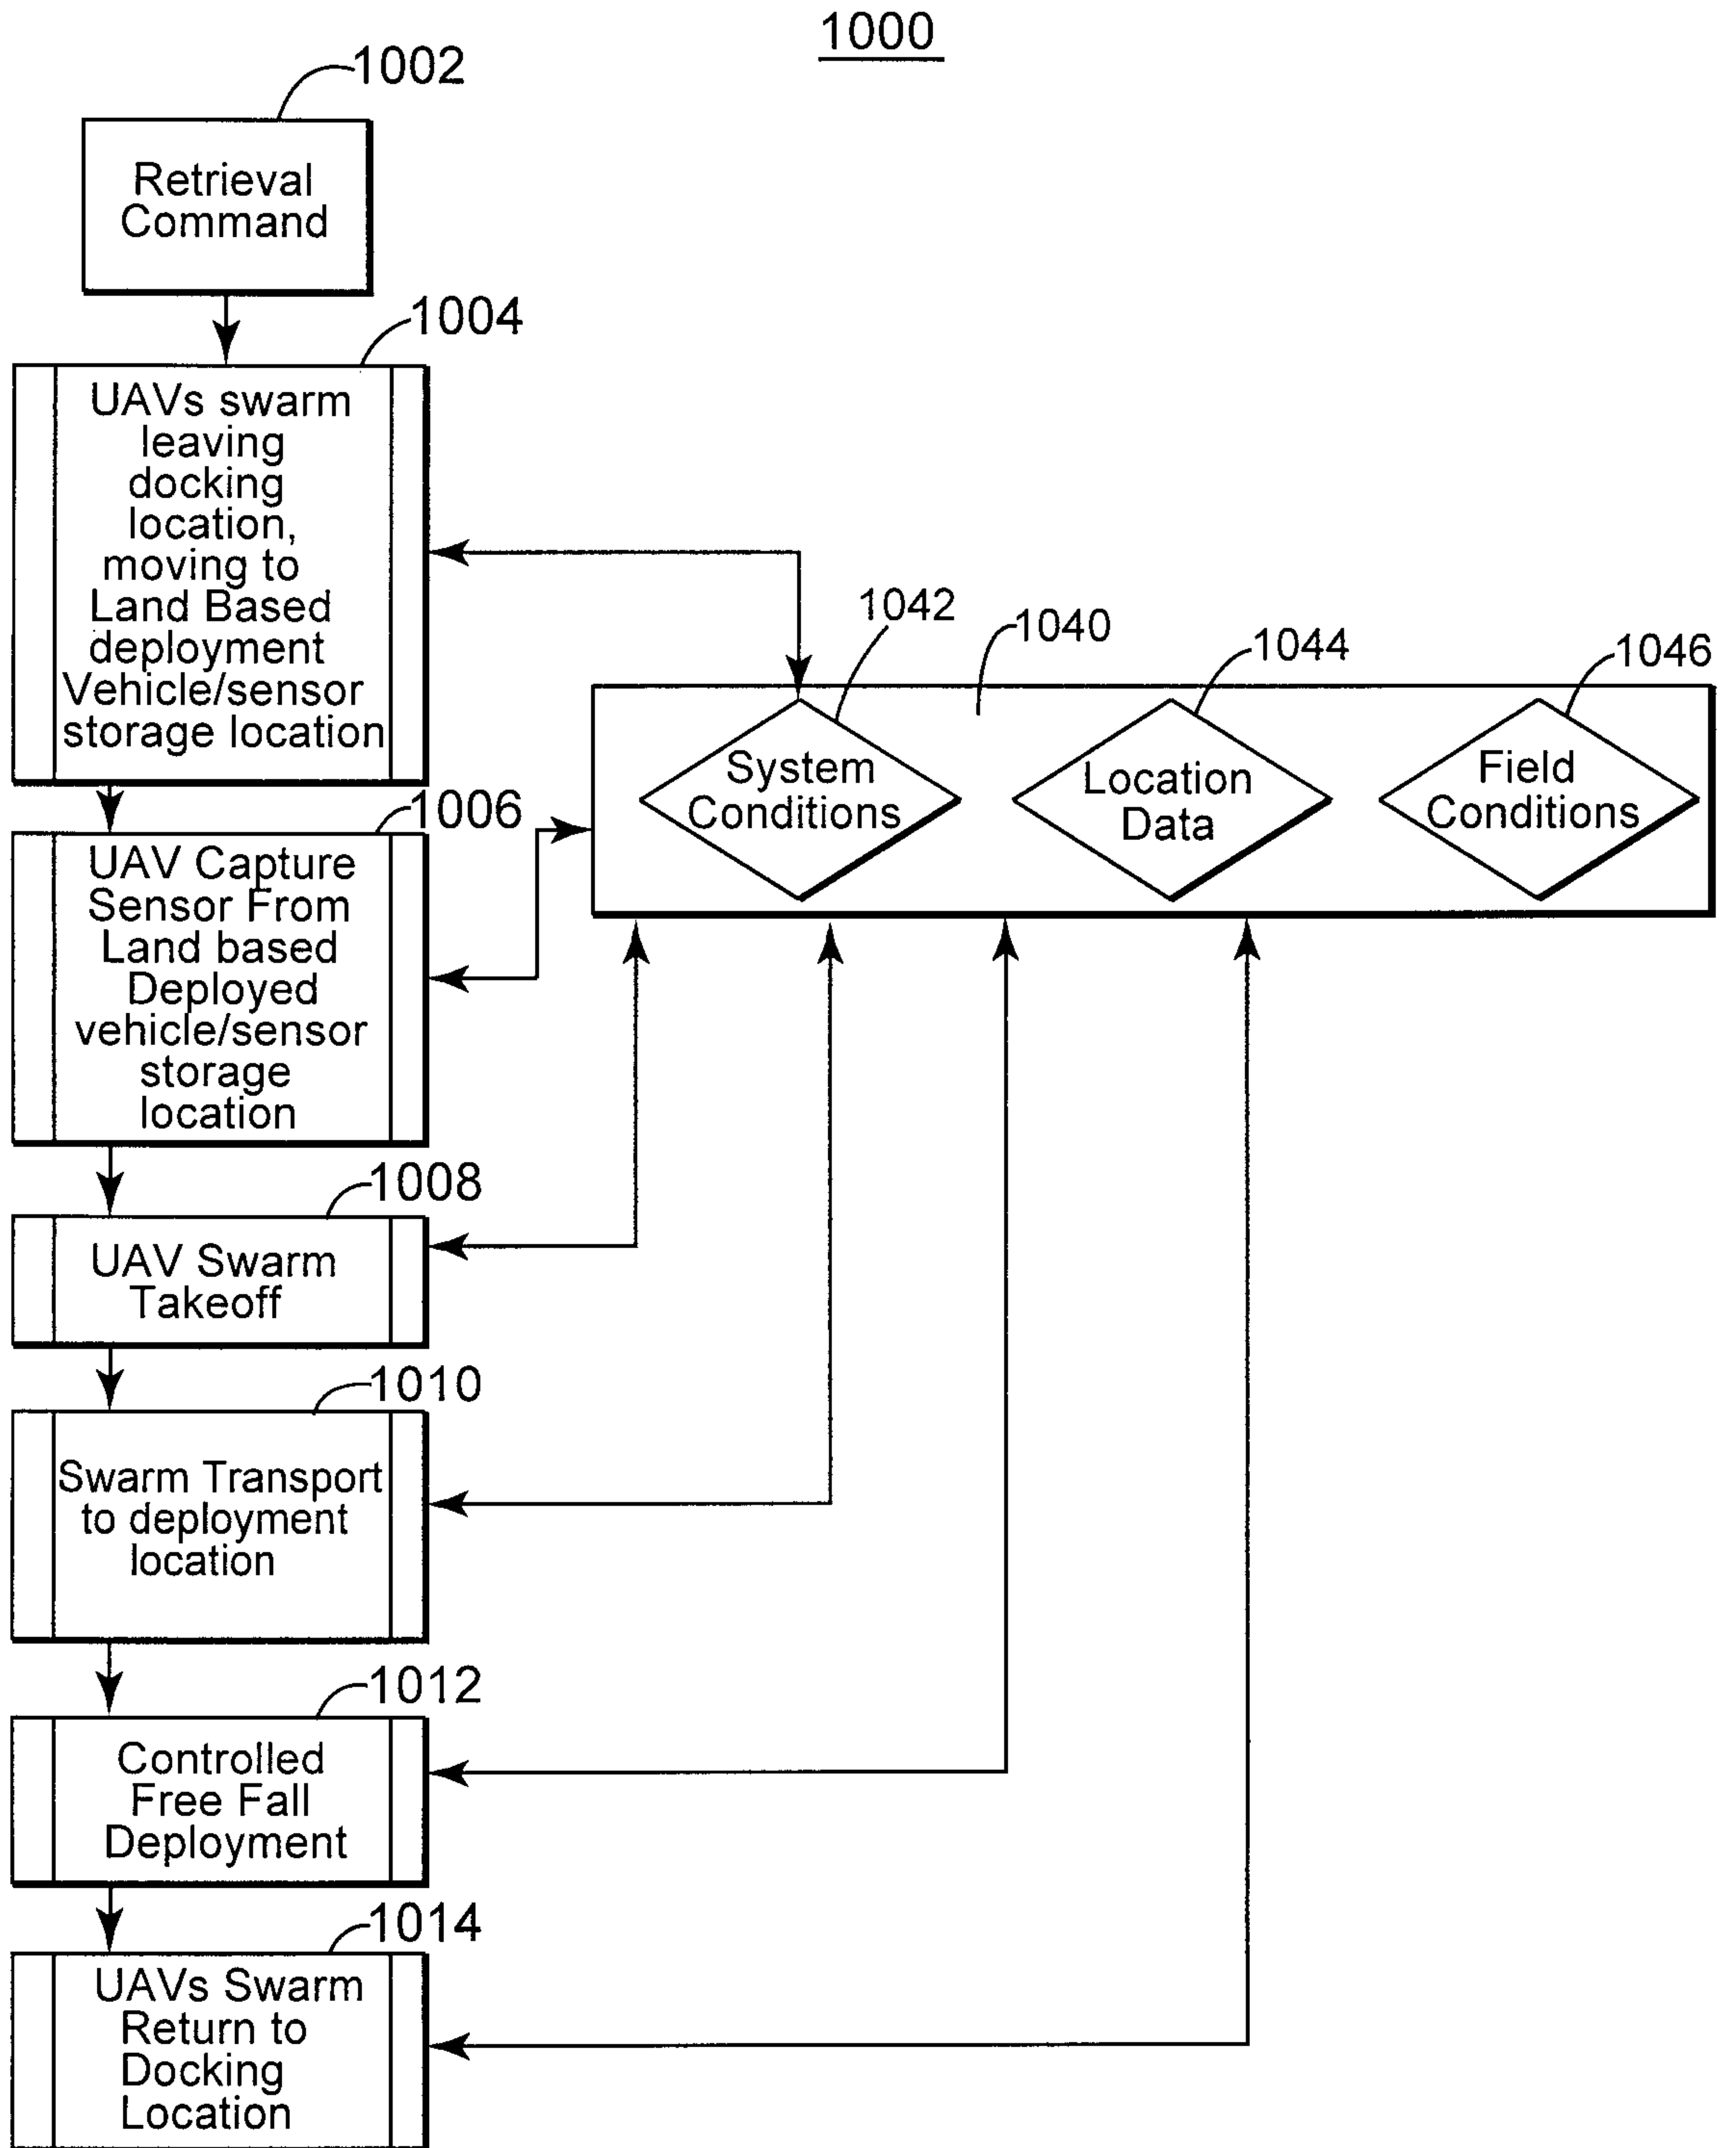 1000
1002
Retrieval
Command
1004
UAVs swarm
leaving
docking
location,
moving to
Land Based
deployment
Vehicle/sensor
storage location
1042
1040
1044
1046
System
Conditions
Location
Data
Field
Conditions
1006
UAV Capture
Sensor From
Land based
Deployed
vehicle/sensor
storage
location
1008
UAV Swarm
Takeoff
1010
Swarm Transport
to deployment
location
1012
Controlled
Free Fall
Deployment
1014
UAVs Swarm
Return to
Docking
Location